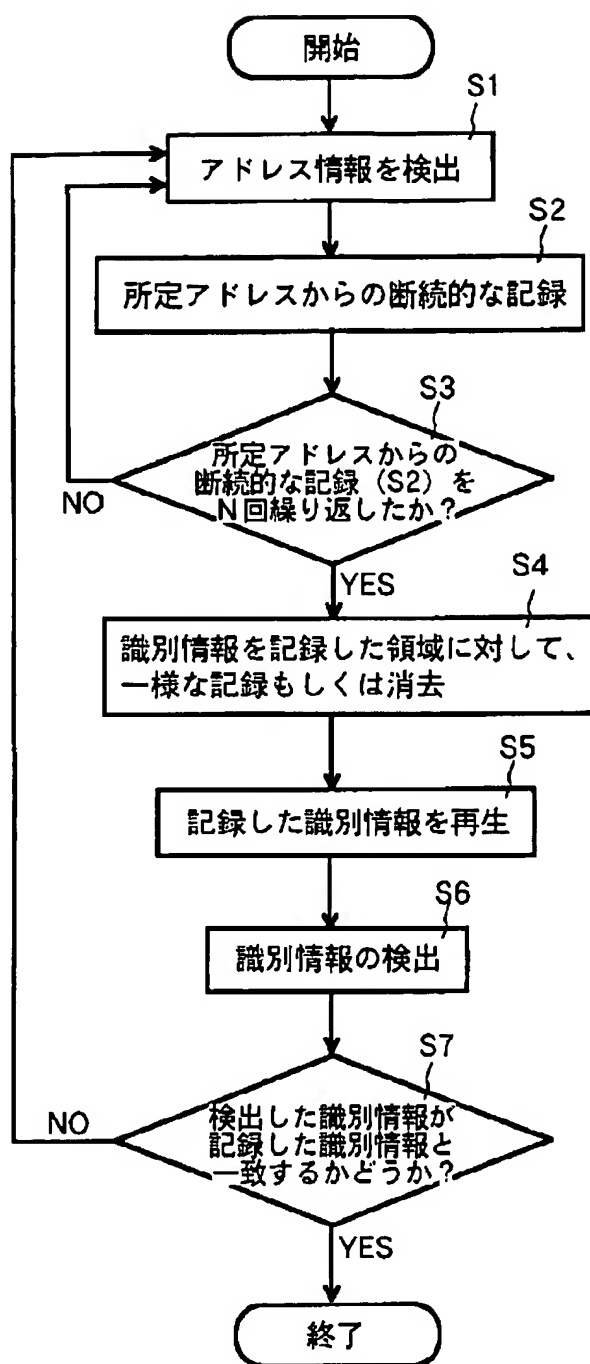 開始
S1
アドレス情報を検出
S2
所定アドレスからの断続的な記録
S3
所定アドレスからの
断続的な記録（S2）を
N回繰り返したか？
NO
YES
S4
識別情報を記録した領域に対して、
一様な記録もしくは消去
S5
記録した識別情報を再生
S6
識別情報の検出
S7
検出した識別情報が
記録した識別情報と
一致するかどうか？
NO
YES
終了